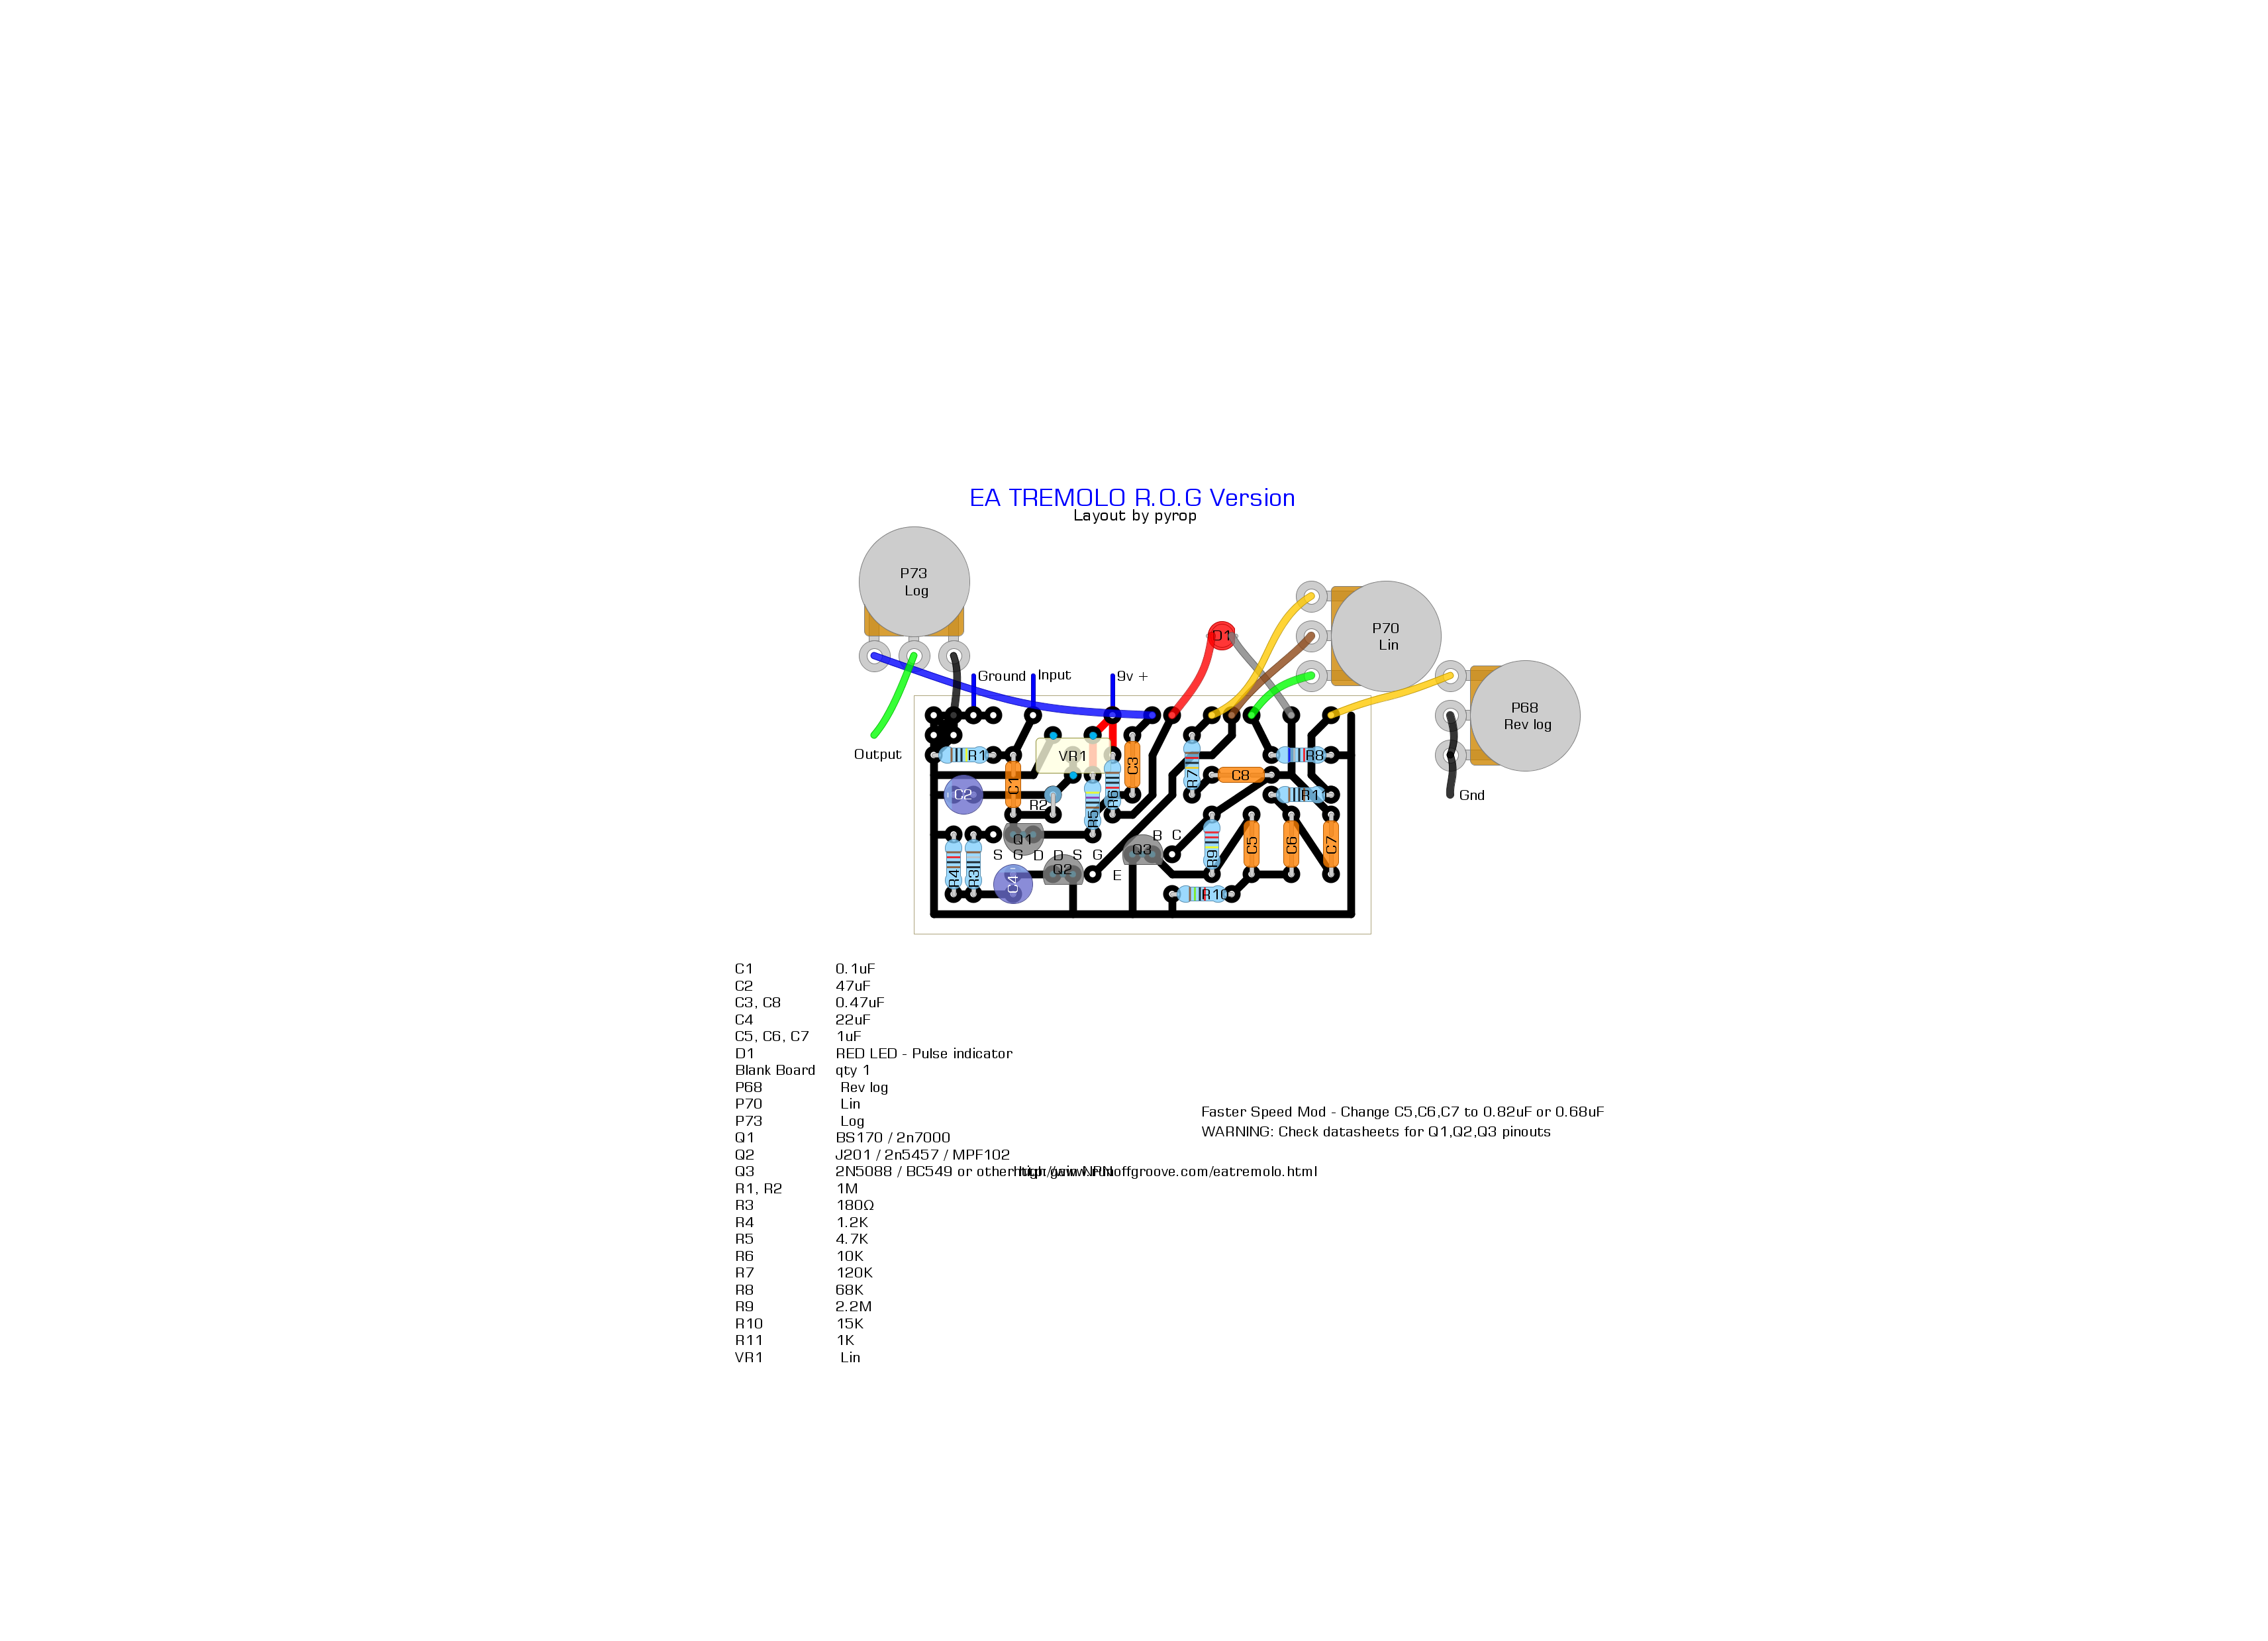 EA TREMOLO R.O.G Version
Layout by pyrop
P73
Log
D1
P70
Lin
P68
Rev log
Ground
Input
9v +
Output
R1
VR1
C3
R7
R8
C8
C1
C2
R2
R6
R11
Gnd
R5
Q1
B C
Q3
S G D D S G
R9
C5
C6
C7
R4
R3
C4
Q2
E
R10
C1 0.1uF
C2 47uF
C3, C8 0.47uF
C4 22uF
C5, C6, C7 1uF
D1 RED LED - Pulse indicator
Blank Board qty 1
P68 Rev log
P70 Lin
P73 Log
Q1 BS170 / 2n7000
Q2 J201 / 2n5457 / MPF102
Q3 2N5088 / BC549 or other high gain NPN
http://www.runoffgroove.com/eatremolo.html
R1, R2 1M
R3 180Ω
R4 1.2K
R5 4.7K
R6 10K
R7 120K
R8 68K
R9 2.2M
R10 15K
R11 1K
VR1 Lin
Faster Speed Mod - Change C5,C6,C7 to 0.82uF or 0.68uF
WARNING: Check datasheets for Q1,Q2,Q3 pinouts